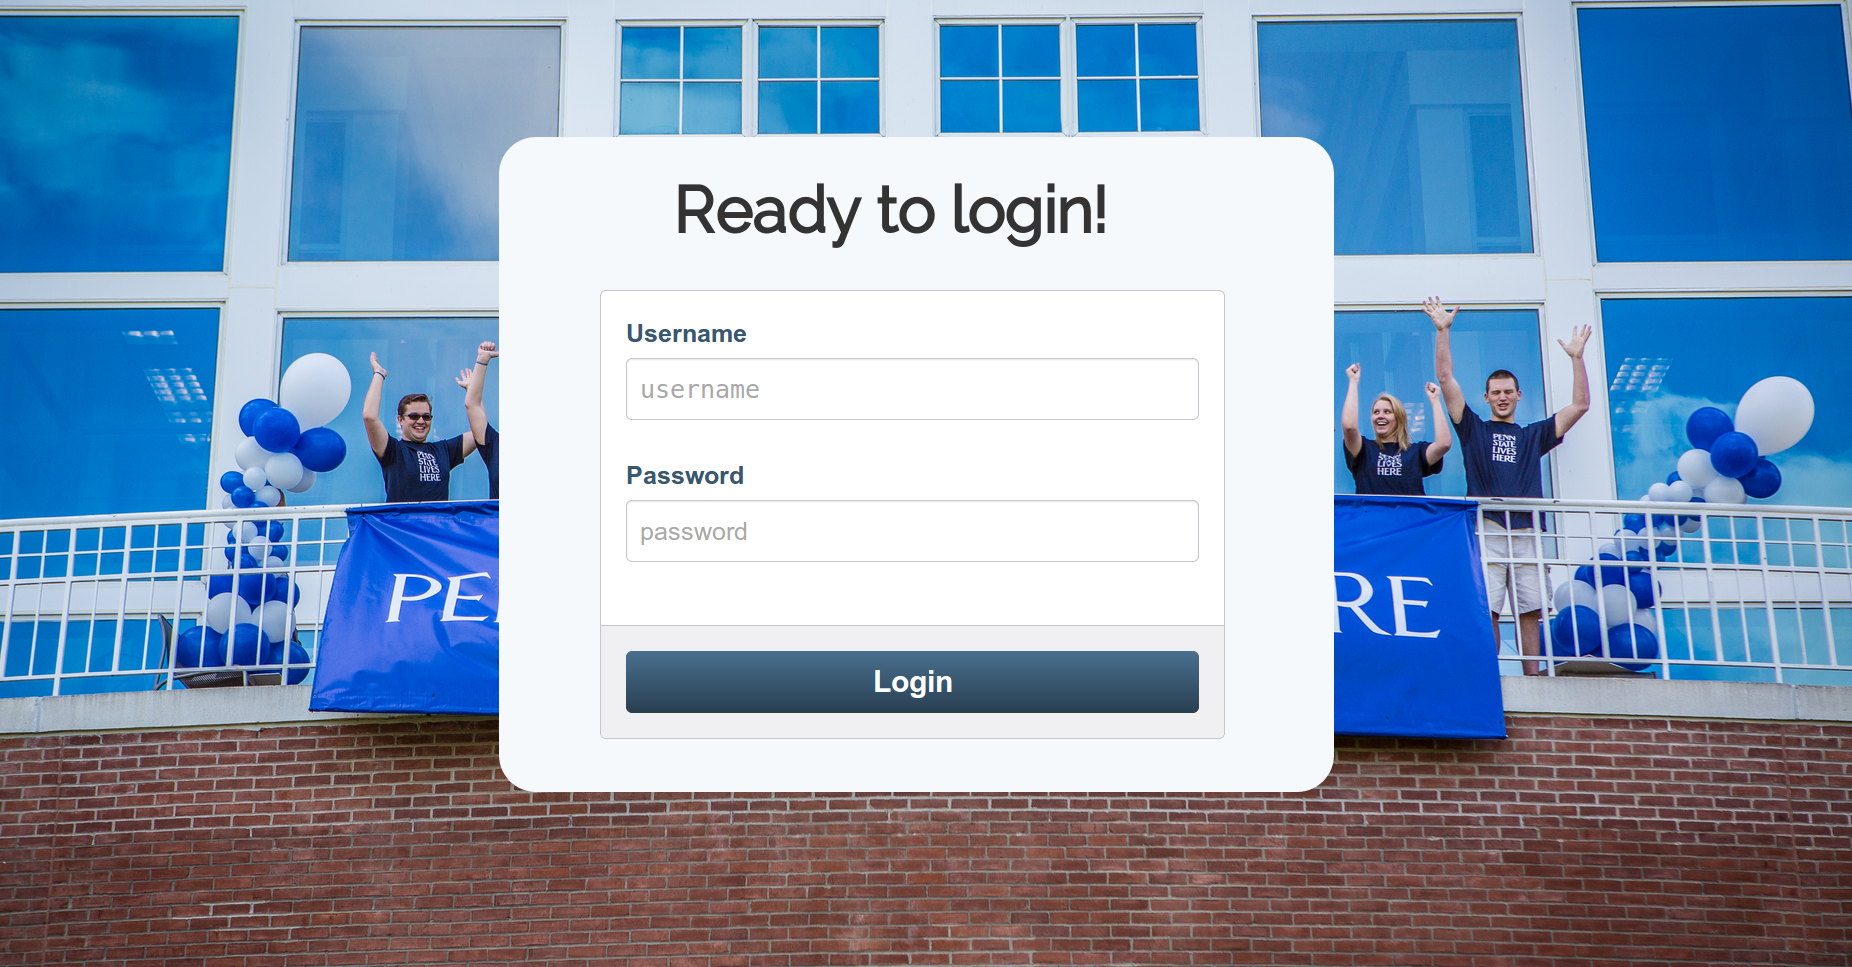 Ready to login!
Username
username
Password
password
Login
PENN
STATE
LIVES
HERE
PE
PENN
STATE
LIVES
HERE
PENN
STATE
LIVES
HERE
RE